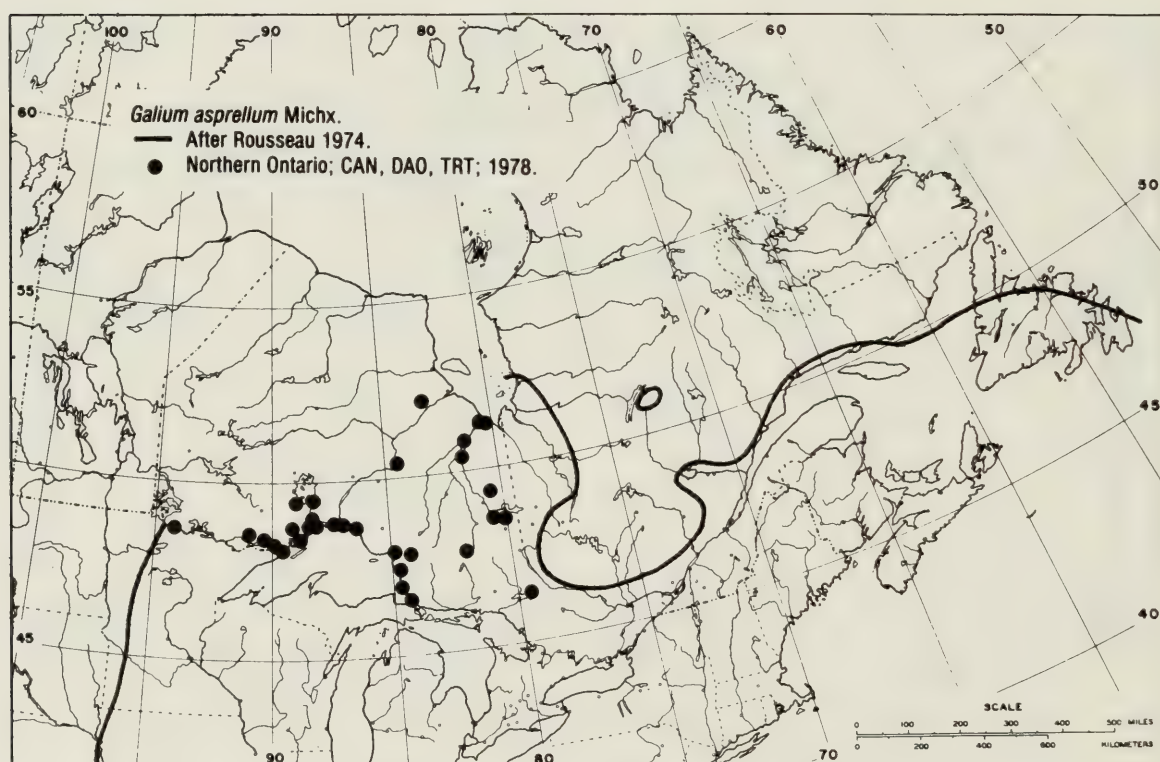 100 90 80 70 60 50
60
Galium asprellum Michx.
After Rousseau 1974.
Northern Ontario; CAN, DAO, TRT; 1978.
50
55
45
45
40
SCALE
0 100 200 300 400 500 MILES
0 200 400 600 KILOMETERS
90 80 70